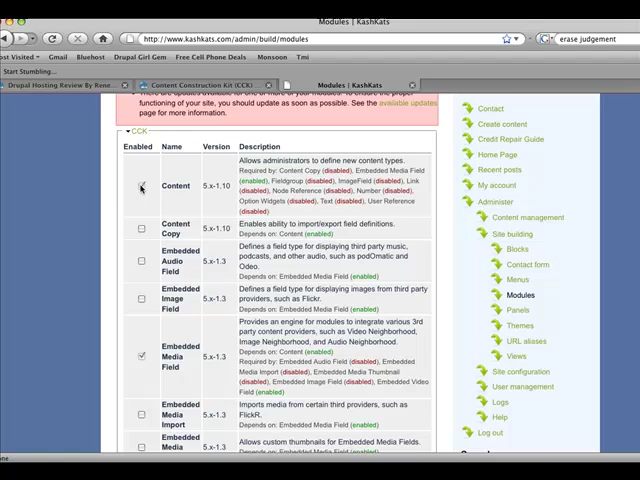 Modules | KashKats
http://www.kashkats.com/admin/build/modules
erase judgement
ost Visited
Gmail
Bluehost
Drupal Girl Gem
Free Cell Phone Deals
Monsoon
Tmi
Start Stumbling...
Drupal Hosting Review By Rene...
Content Construction Kit (CCK) ...
Modules | KashKats
functioning of your site, you should update as soon as possible. See the available updates
page for more information.
CCK
Enabled Name Version Description
Content
5.x-1.10
Allows administrators to define new content types.
Required by: Content Copy (disabled), Embedded Media Field
(enabled), Fieldgroup (disabled), ImageField (disabled), Link
(disabled), Node Reference (disabled), Number (disabled),
Option Widgets (disabled), Text (disabled), User Reference
(disabled)
Content
Copy
5.x-1.10
Enables ability to import/export field definitions.
Depends on: Content (enabled)
Embedded
Audio
Field
5.x-1.3
Defines a field type for displaying third party music,
podcasts, and other audio, such as podOmatic and
Odeo.
Depends on: Embedded Media Field (enabled)
Embedded
Image
Field
5.x-1.3
Defines a field type for displaying images from third party
providers, such as Flickr.
Depends on: Embedded Media Field (enabled)
Embedded
Media
Field
5.x-1.3
Provides an engine for modules to integrate various 3rd
party content providers, such as Video Neighborhood,
Image Neighborhood, and Audio Neighborhood.
Depends on: Content (enabled)
Required by: Embedded Audio Field (disabled), Embedded
Media Import (disabled), Embedded Media Thumbnail
(disabled), Embedded Image Field (disabled), Embedded Video
Field (enabled)
Embedded
Media
Import
5.x-1.3
Imports media from certain third providers, such as
FlickR.
Depends on: Embedded Media Field (enabled)
Embedded
Media
5.x-1.3
Allows custom thumbnails for Embedded Media Fields.
Depends on: Embedded Media Field (enabled)
Contact
Create content
Credit Repair Guide
Home Page
Recent posts
My account
Administer
Content management
Site building
Blocks
Contact form
Menus
Modules
Panels
Themes
URL aliases
Views
Site configuration
User management
Logs
Help
Log out